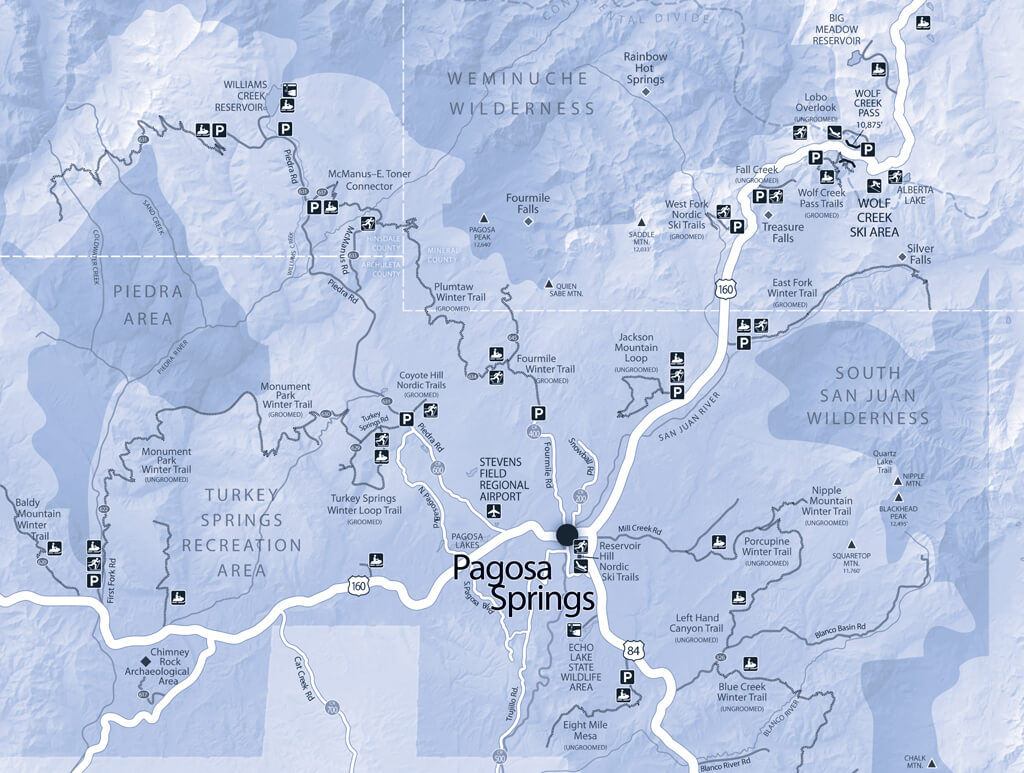 CONTINENTAL DIVIDE
BIG
MEADOW
RESERVOIR
Rainbow
Hot
Springs
WEMINUCHE
WILDERNESS
WILLIAMS
CREEK
RESERVOIR
P
P
Lobo
Overlook
(UNGROOMED)
WOLF
CREEK
PASS
10,875'
P
P
Piedra Rd
McManus–E. Toner
Connector
P
Fall Creek
(UNGROOMED)
P
Wolf Creek
Pass Trails
(GROOMED)
WOLF
CREEK
SKI AREA
ALBERTA
LAKE
SAND CREEK
COLDWATER CREEK
McManus Rd
HINSDALE
COUNTY
ARCHULETA
COUNTY
MINERAL
COUNTY
PAGOSA
PEAK
12,640'
Fourmile
Falls
SADDLE
MTN.
12,033'
West Fork
Nordic
Ski Trails
(GROOMED)
P
Treasure
Falls
Silver
Falls
Piedra Rd
PIEDRA
AREA
Plumtaw
Winter Trail
(GROOMED)
QUIEN
SABE MTN.
160
East Fork
Winter Trail
(GROOMED)
P
PIEDRA RIVER
Fourmile
Winter Trail
(GROOMED)
Jackson
Mountain
Loop
(UNGROOMED)
P
SAN JUAN RIVER
SOUTH
SAN JUAN
WILDERNESS
Coyote Hill
Nordic Trails
(GROOMED)
P
Monument
Park
Winter Trail
(GROOMED)
Turkey
Springs Rd
Piedra Rd
600
P
400
Fourmile Rd
Snowball Rd
200
Monument
Park
Winter Trail
(UNGROOMED)
Turkey Springs
Winter Loop Trail
(GROOMED)
N Pagosa Blvd
STEVENS
FIELD
REGIONAL
AIRPORT
Quartz
Lake
Trail
NIPPLE
MTN.
BLACKHEAD
PEAK
12,495'
Nipple
Mountain
Winter Trail
(UNGROOMED)
TURKEY
SPRINGS
RECREATION
AREA
Baldy
Mountain
Winter
Trail
P
First Fork Rd
PAGOSA
LAKES
Mill Creek Rd
Porcupine
Winter Trail
(UNGROOMED)
SQUARETOP
MTN.
11,760'
Reservoir
Hill
Nordic
Ski Trails
Pagosa
Springs
160
S Pagosa Blvd
84
Left Hand
Canyon Trail
(UNGROOMED)
Blanco Basin Rd
ECHO
LAKE
STATE
WILDLIFE
AREA
P
Chimney
Rock
Archaeological
Area
Cat Creek Rd
700
Trujillo Rd.
500
Blue Creek
Winter Trail
(UNGROOMED)
BLANCO RIVER
Eight Mile
Mesa
(UNGROOMED)
Blanco River Rd
CHALK
MTN.